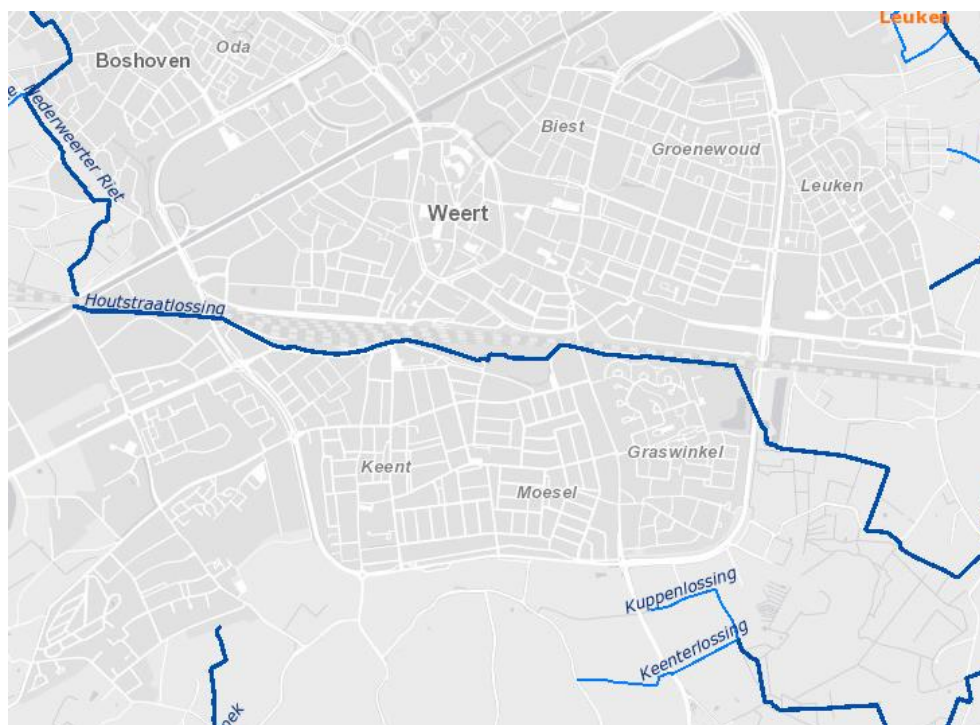 Leuken
Oda
Boshoven
Nederweerter Riet
Biest
Groenewoud
Leuken
Weert
Houtstraatlossing
Graswinkel
Keent
Moesel
Kuppenlossing
Keenterlossing